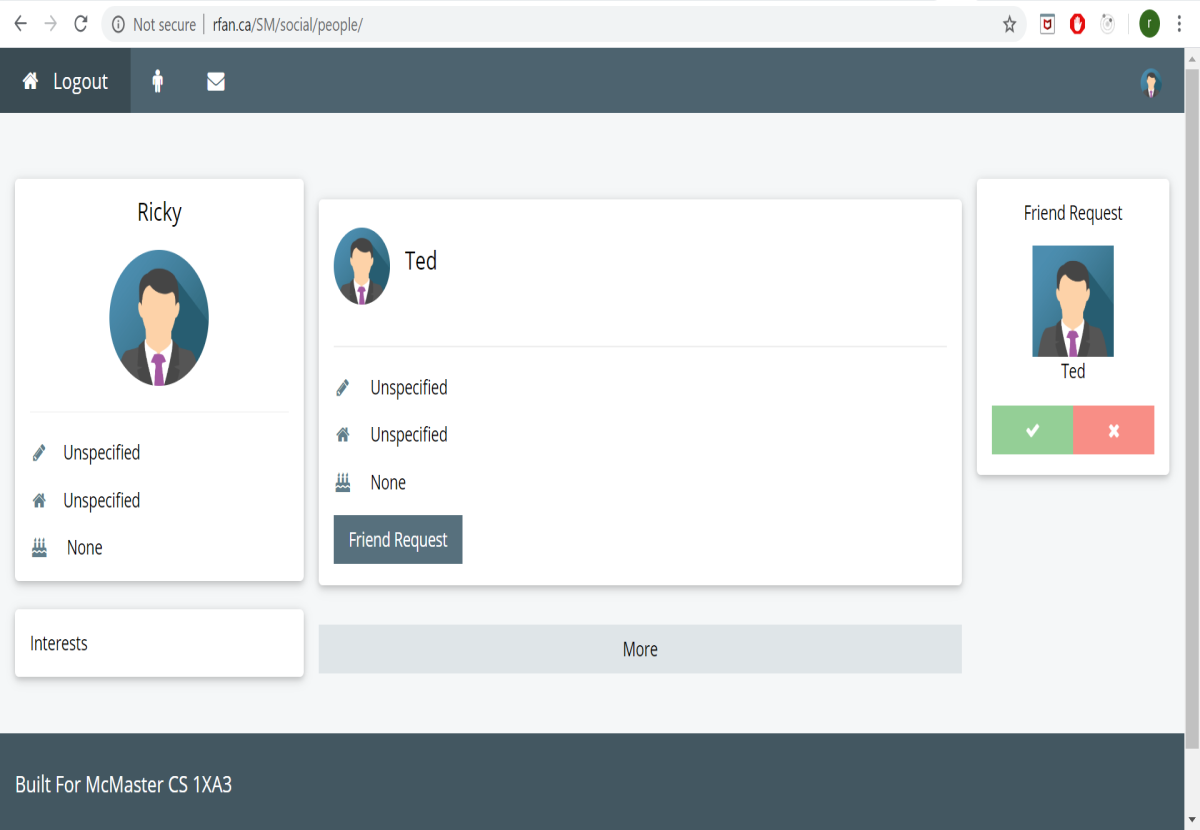 Not secure | rfan.ca/SM/social/people/
r
Logout
Ricky
Unspecified
Unspecified
None
Interests
Ted
Unspecified
Unspecified
None
Friend Request
More
Friend Request
Ted
Built For McMaster CS 1XA3